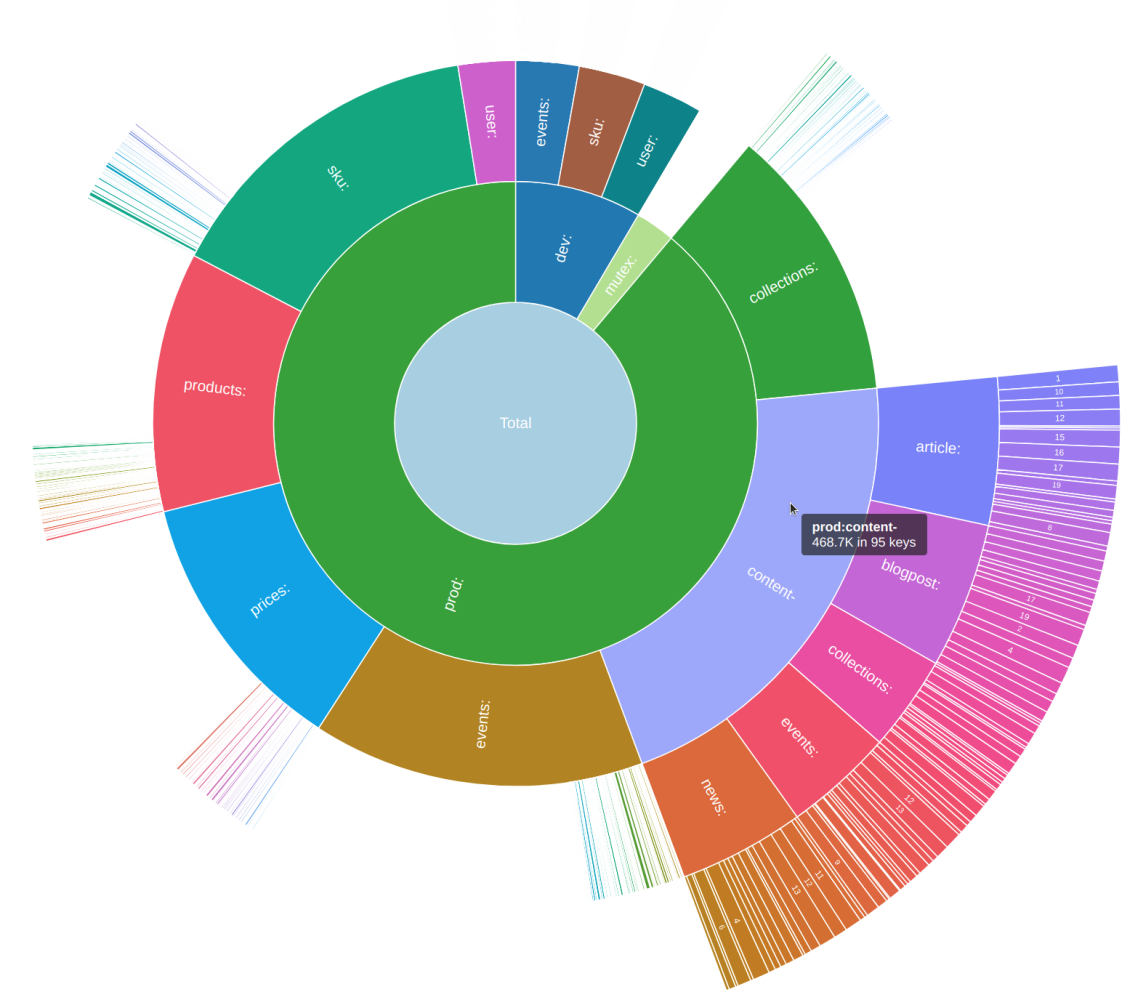 user:
events:
sku:
user:
sku:
dev:
mutex:
collections:
products:
Total
article:
1
10
11
12
15
16
17
19
6
prod:content-
468.7K in 95 keys
blogpost:
content-
prod:
prices:
17
19
2
4
collections:
events:
events:
news:
12
13
9
11
12
13
4
6